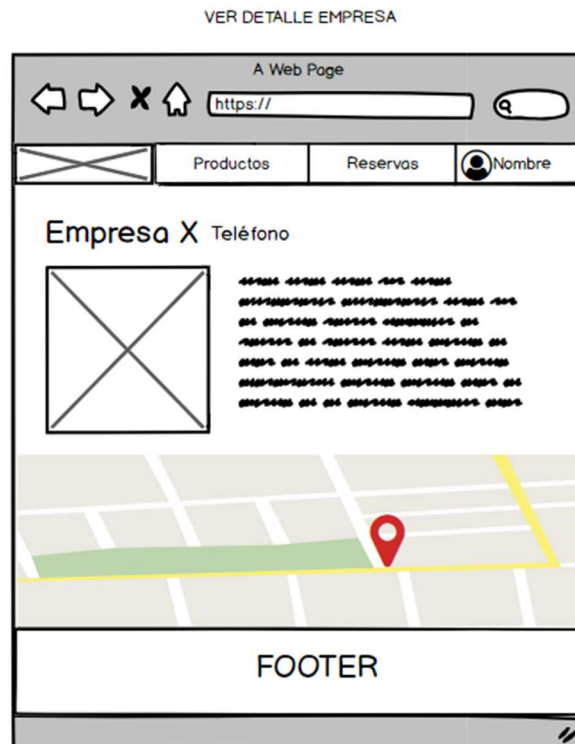 VER DETALLE EMPRESA
A Web Page
https://
Productos Reservas Nombre
Empresa X Teléfono
FOOTER